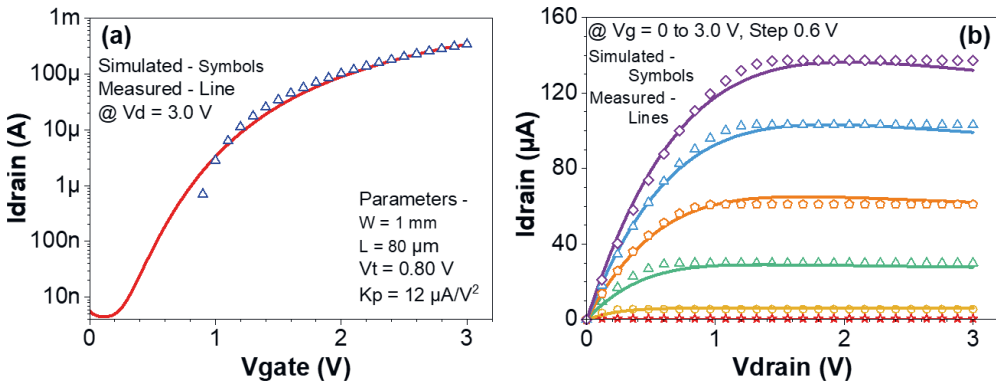 (a)
Simulated - Symbols
Measured - Line
@ Vd = 3.0 V
Parameters -
W = 1 mm
L = 80 µm
Vt = 0.80 V
Kp = 12 µA/V²
1m
100µ
10µ
1µ
100n
10n
Idrain (A)
0 1 2 3
Vgate (V)
@ Vg = 0 to 3.0 V, Step 0.6 V
(b)
Simulated -
Symbols
Measured -
Lines
160
120
80
40
0
Idrain (µA)
0 1 2 3
Vdrain (V)